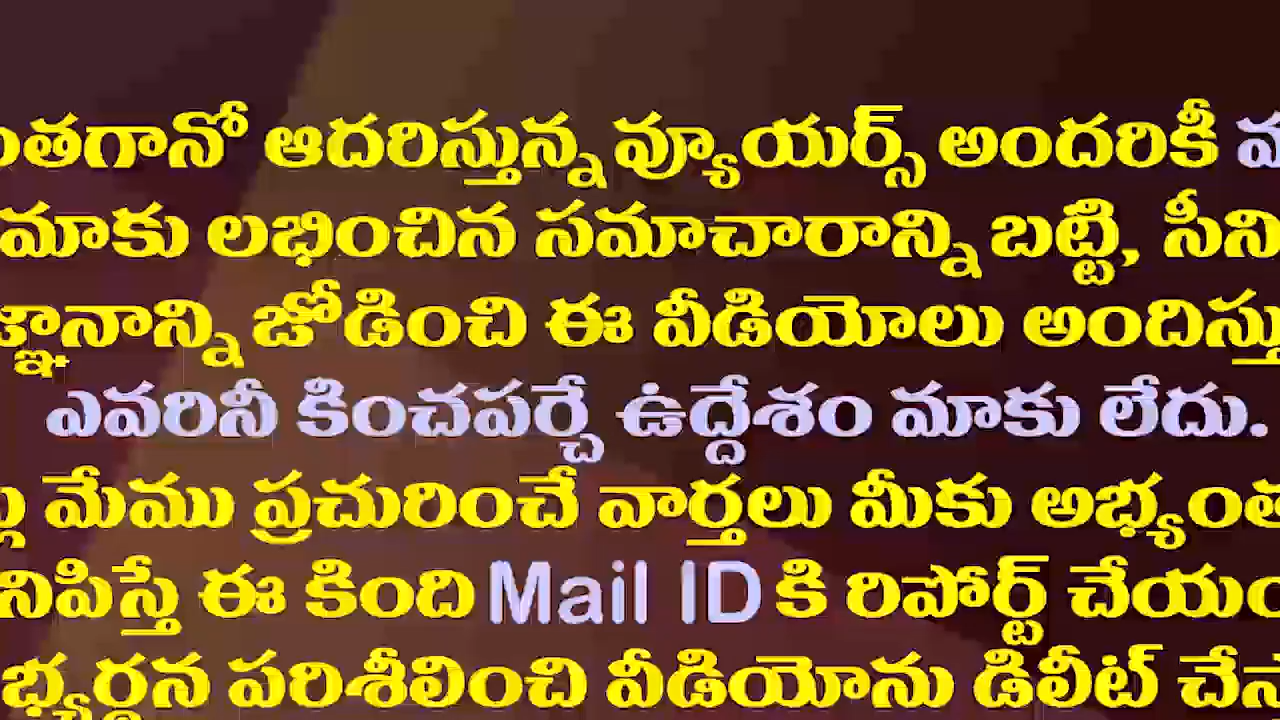 ఆదరిస్తున్న వ్యూయర్స్ అందరికీ
మాకు లభించిన సమాచారాన్ని బట్టి,
జోడించి ఈ వీడియోలు
ఎవరినీ కించపర్చే ఉద్దేశం మాకు లేదు.
మేము ప్రచురించే వార్తలు మీకు
ఈ కింది Mail ID కి రిపోర్ట్
పరిశీలించి వీడియోను డిలీట్